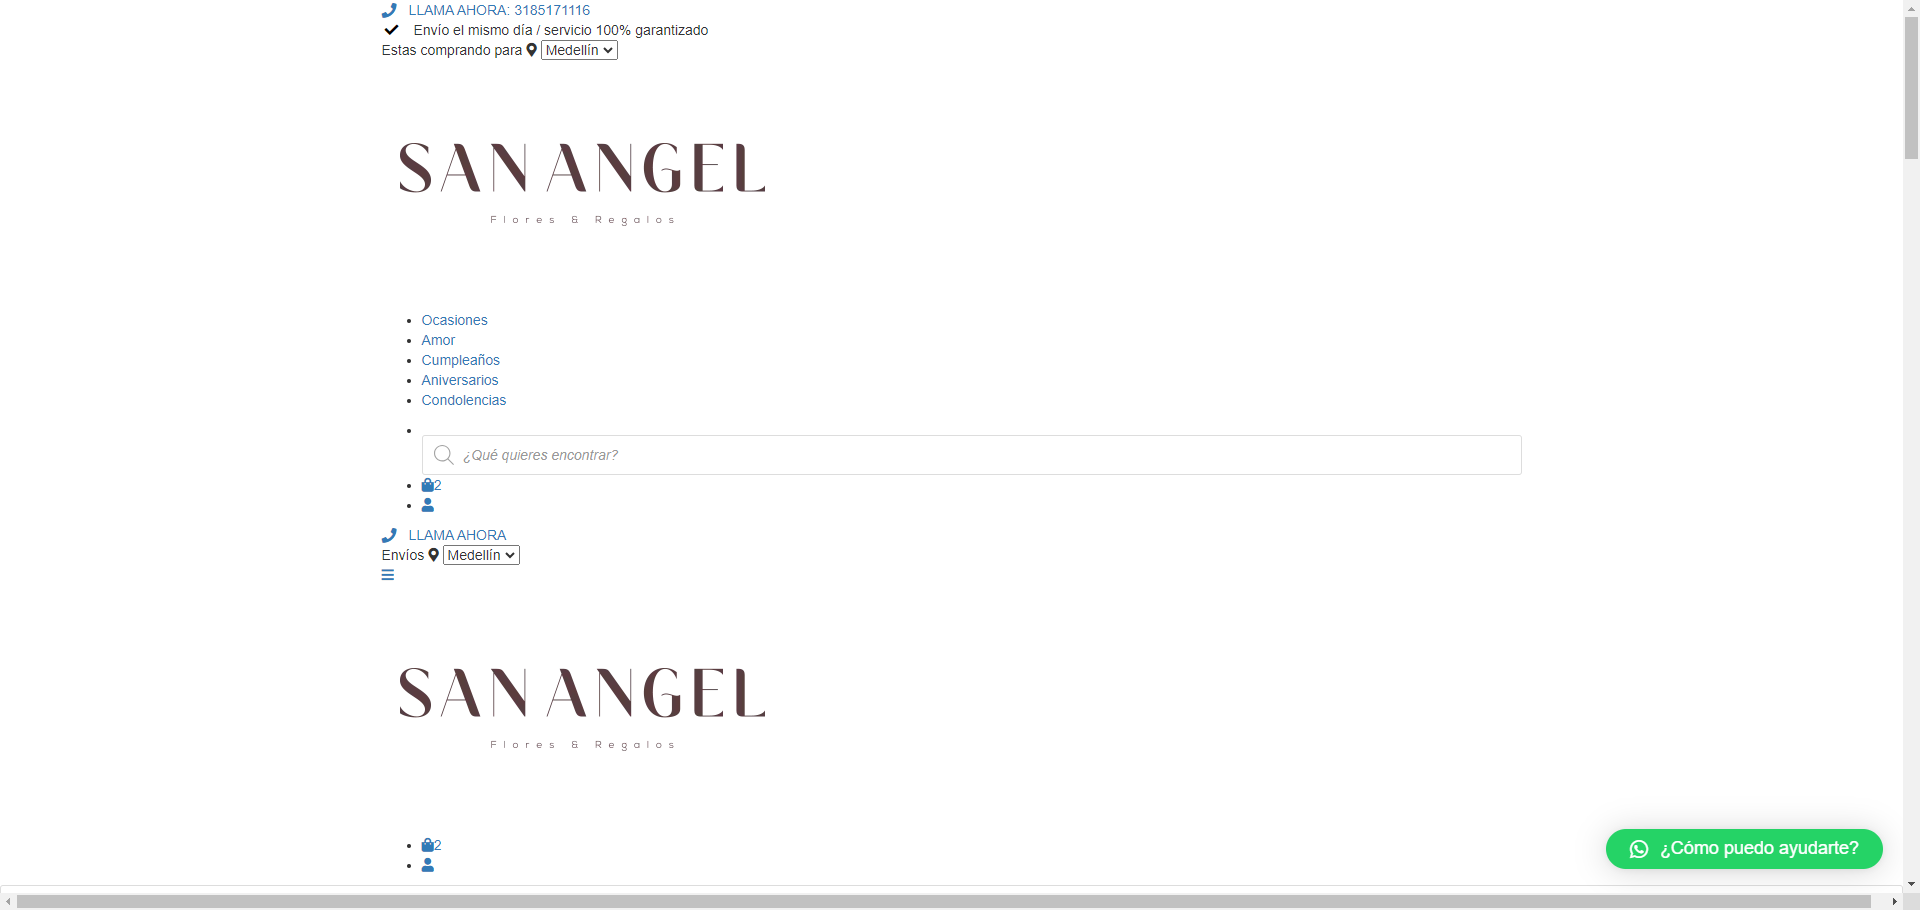 LLAMA AHORA: 3185171116
Envío el mismo día / servicio 100% garantizado
Estas comprando para Medellín
SAN ANGEL
Flores & Regalos
Ocasiones
Amor
Cumpleaños
Aniversarios
Condolencias
¿Qué quieres encontrar?
2
LLAMA AHORA
Envíos Medellín
SAN ANGEL
Flores & Regalos
2
¿Cómo puedo ayudarte?